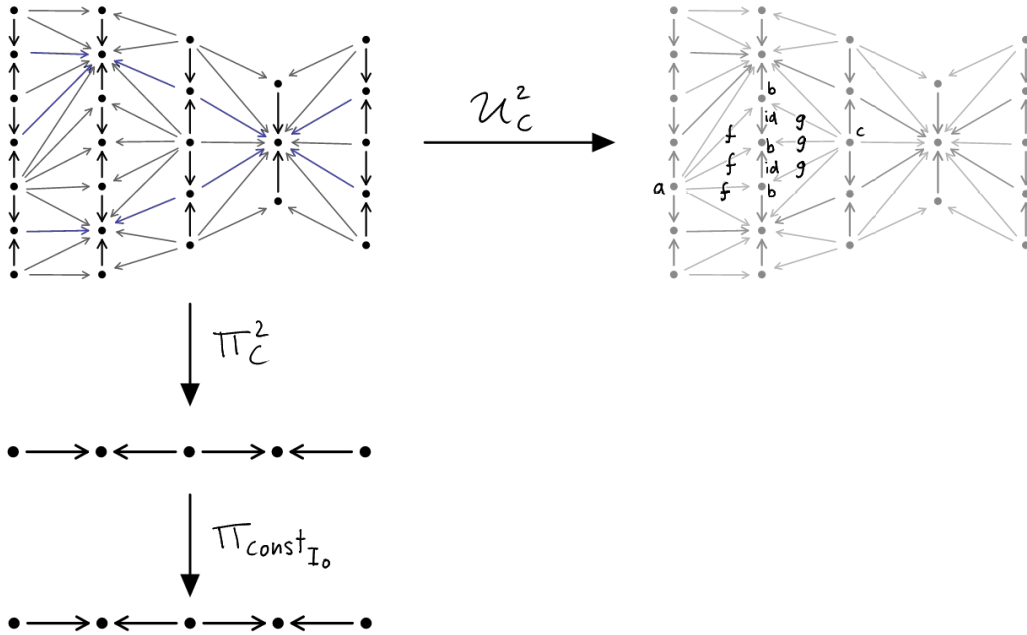 𝒰²_C
b
id g
f c
b g
f id g
a f b
π²_C
π_const_I₀